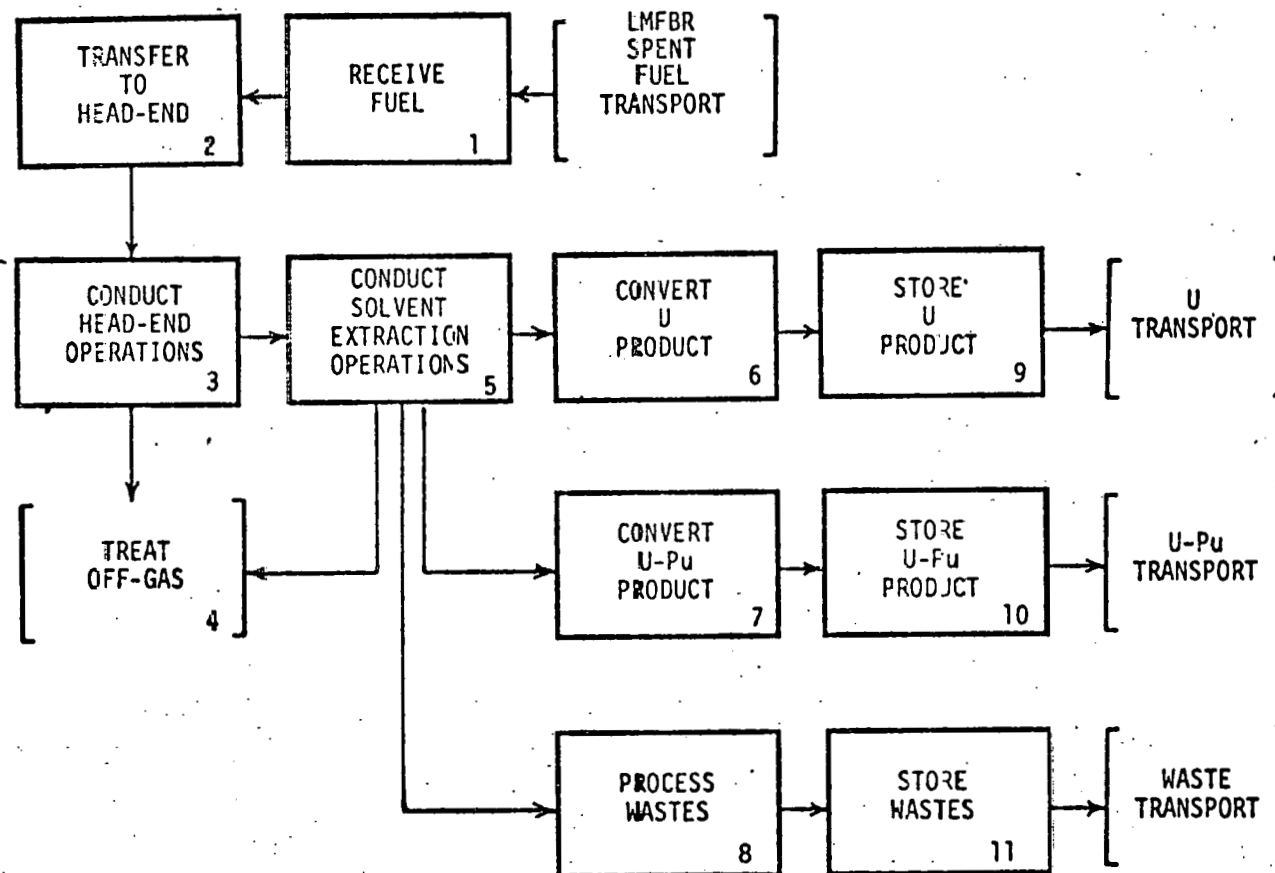 TRANSFER
TO
HEAD-END
2
RECEIVE
FUEL
1
LMFBR
SPENT
FUEL
TRANSPORT
CONDUCT
HEAD-END
OPERATIONS
3
CONDUCT
SOLVENT
EXTRACTION
OPERATIONS
5
CONVERT
U
PRODUCT
6
STORE
U
PRODUCT
9
U
TRANSPORT
TREAT
OFF-GAS
4
CONVERT
U-Pu
PRODUCT
7
STORE
U-Pu
PRODUCT
10
U-Pu
TRANSPORT
PROCESS
WASTES
8
STORE
WASTES
11
WASTE
TRANSPORT